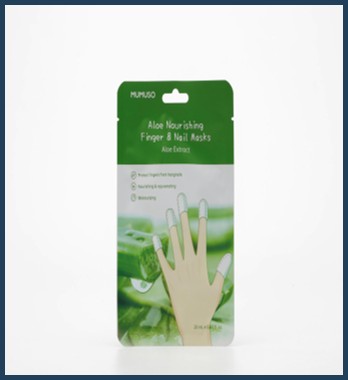 MUMUSO
Aloe Nourishing
Finger & Nail Masks
Aloe Extract
nourishing & rejuvenating
Moisturizing